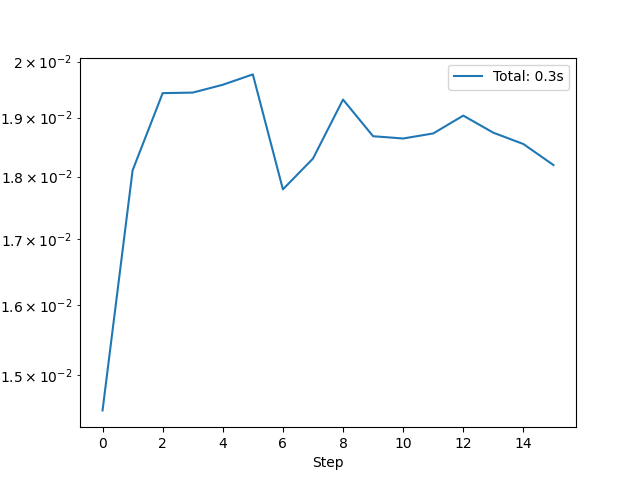 Total: 0.3s
2 × 10⁻²
1.9 × 10⁻²
1.8 × 10⁻²
1.7 × 10⁻²
1.6 × 10⁻²
1.5 × 10⁻²
0 2 4 6 8 10 12 14
Step